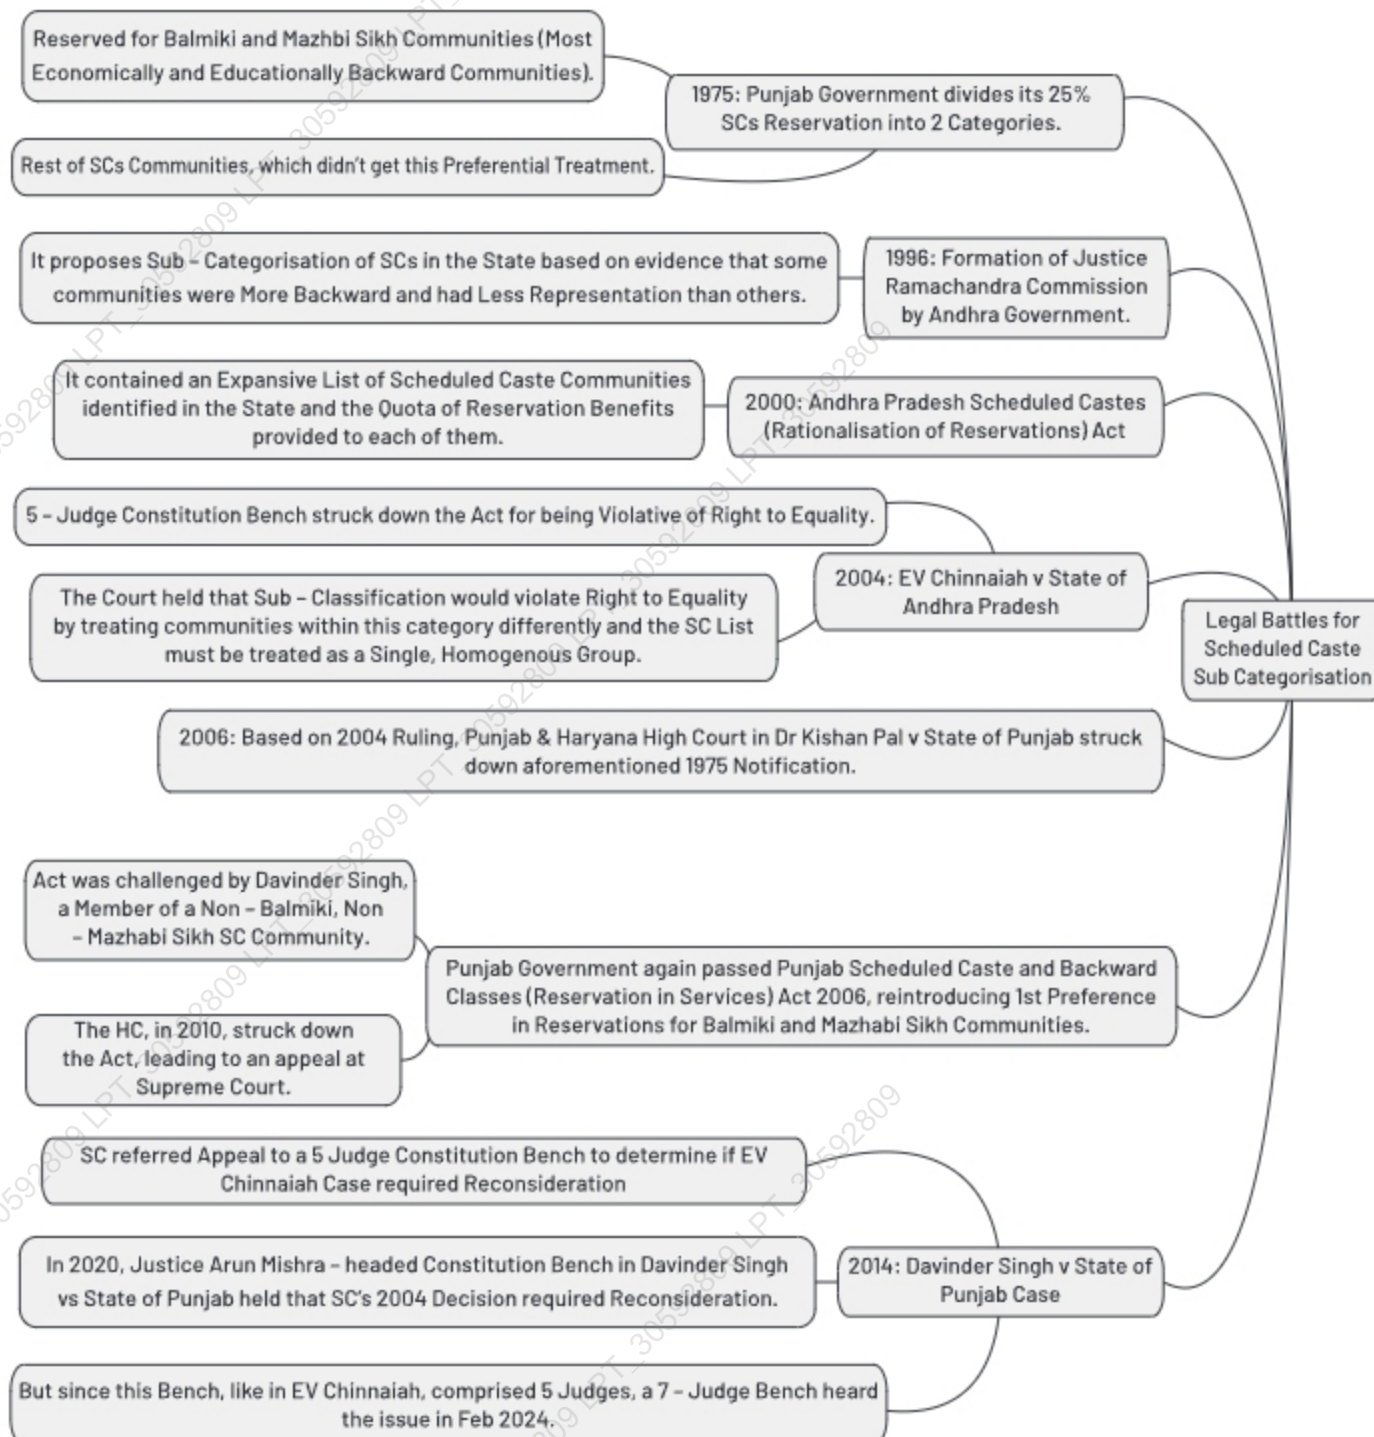 Reserved for Balmiki and Mazhbi Sikh Communities (Most
Economically and Educationally Backward Communities).
1975: Punjab Government divides its 25%
SCs Reservation into 2 Categories.
Rest of SCs Communities, which didn't get this Preferential Treatment.
It proposes Sub – Categorisation of SCs in the State based on evidence that some
communities were More Backward and had Less Representation than others.
1996: Formation of Justice
Ramachandra Commission
by Andhra Government.
It contained an Expansive List of Scheduled Caste Communities
identified in the State and the Quota of Reservation Benefits
provided to each of them.
2000: Andhra Pradesh Scheduled Castes
(Rationalisation of Reservations) Act
5 – Judge Constitution Bench struck down the Act for being Violative of Right to Equality.
The Court held that Sub – Classification would violate Right to Equality
by treating communities within this category differently and the SC List
must be treated as a Single, Homogenous Group.
2004: EV Chinnaiah v State of
Andhra Pradesh
Legal Battles for
Scheduled Caste
Sub Categorisation
2006: Based on 2004 Ruling, Punjab & Haryana High Court in Dr Kishan Pal v State of Punjab struck
down aforementioned 1975 Notification.
Act was challenged by Davinder Singh,
a Member of a Non – Balmiki, Non
– Mazhabi Sikh SC Community.
Punjab Government again passed Punjab Scheduled Caste and Backward
Classes (Reservation in Services) Act 2006, reintroducing 1st Preference
in Reservations for Balmiki and Mazhabi Sikh Communities.
The HC, in 2010, struck down
the Act, leading to an appeal at
Supreme Court.
SC referred Appeal to a 5 Judge Constitution Bench to determine if EV
Chinnaiah Case required Reconsideration
In 2020, Justice Arun Mishra – headed Constitution Bench in Davinder Singh
vs State of Punjab held that SC's 2004 Decision required Reconsideration.
2014: Davinder Singh v State of
Punjab Case
But since this Bench, like in EV Chinnaiah, comprised 5 Judges, a 7 – Judge Bench heard
the issue in Feb 2024.
LPT_30592809 LPT_30592809 LPT_30592809
LPT_30592809 LPT_30592809 LPT_30592809 LPT_30592809
LPT_30592809 LPT_30592809